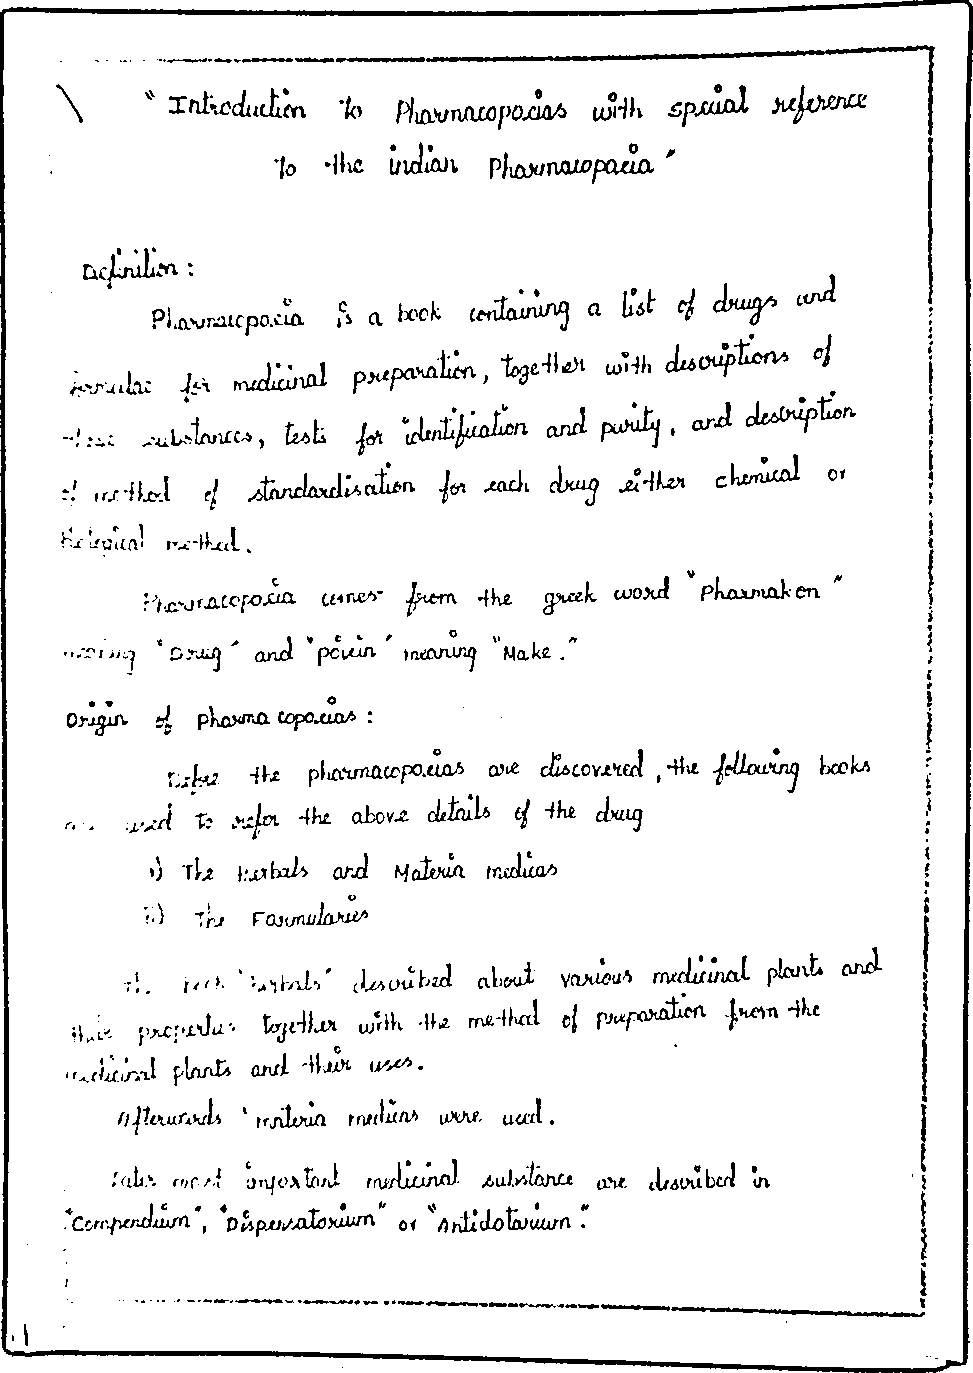 "Introduction to Pharmacopoeias with special reference
to the indian Pharmacopoeia"
Definition :
Pharmacopoeia is a book containing a list of drugs and
formulae for medicinal preparation, together with descriptions of
these substances, tests for identification and purity, and description
of method of standardisation for each drug either chemical or
Biological method.
Pharmacopoeia comes from the greek word "Pharmakon"
meaning "Drug" and "poiein" meaning "Make."
Origin of pharmacopoeias :
Before the pharmacopoeias are discovered, the following books
are used to refer the above details of the drug
i) The Herbals and Materia medicas
ii) The Formularies
The book "herbals" described about various medicinal plants and
their properties together with the method of preparation from the
medicinal plants and their uses.
Afterwards 'materia medicas were used.
Later most important medicinal substance are described in
"Compendium", "Dispensatorium" or "Antidotarium".